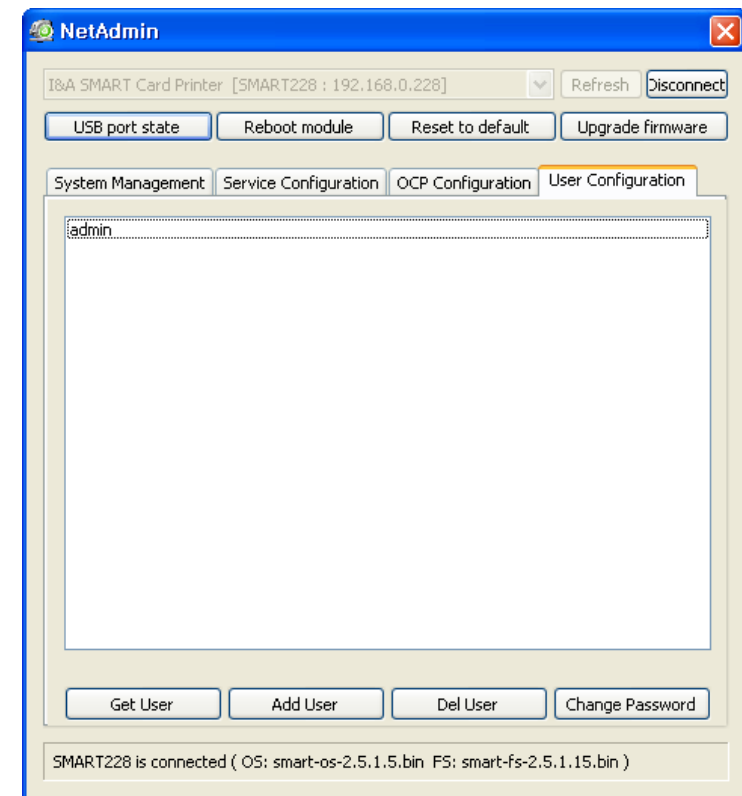 NetAdmin
I&A SMART Card Printer [SMART228 : 192.168.0.228] Refresh Disconnect
USB port state Reboot module Reset to default Upgrade firmware
System Management Service Configuration OCP Configuration User Configuration
admin
Get User Add User Del User Change Password
SMART228 is connected ( OS: smart-os-2.5.1.5.bin FS: smart-fs-2.5.1.15.bin )